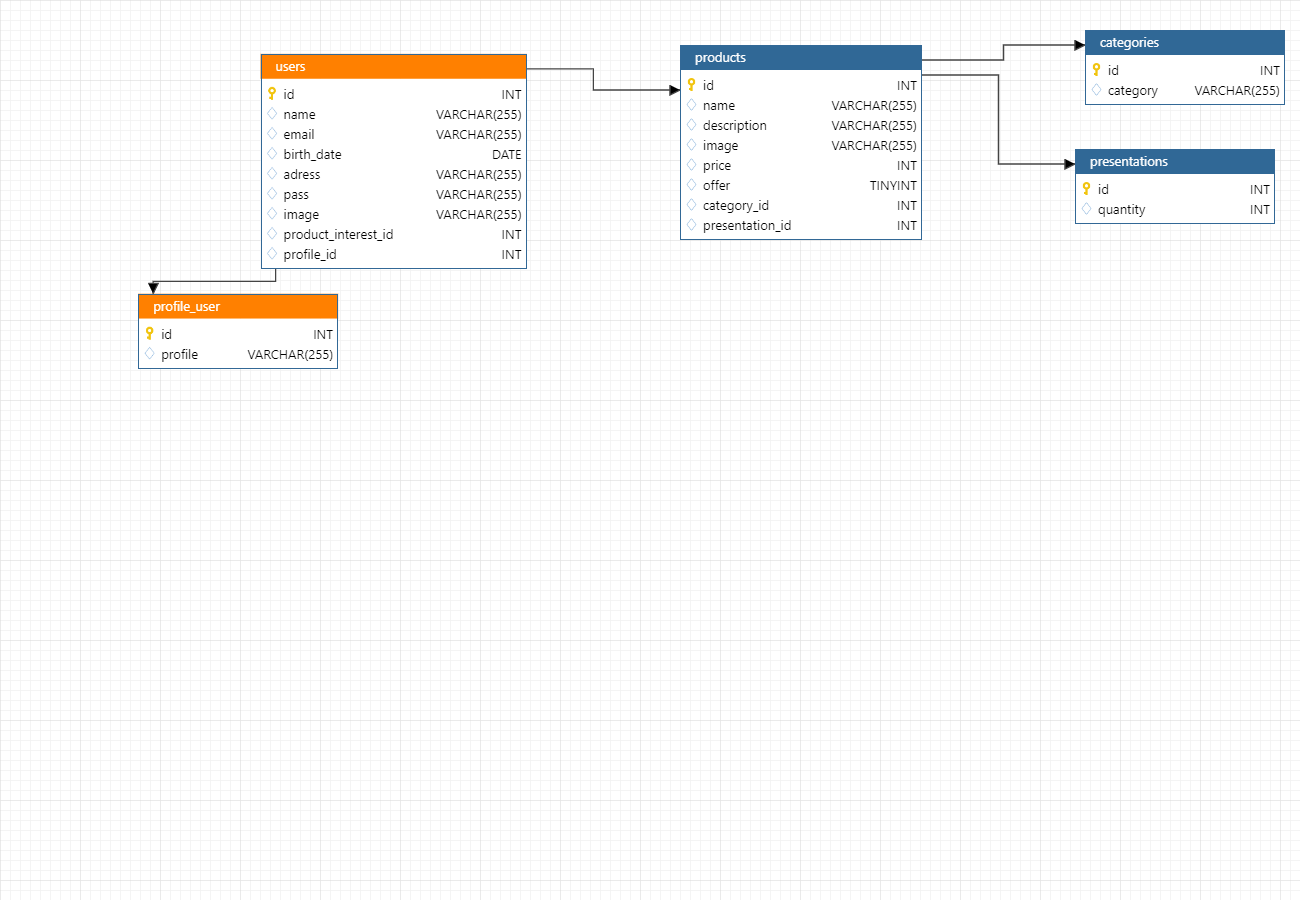 users
id INT
name VARCHAR(255)
email VARCHAR(255)
birth_date DATE
adress VARCHAR(255)
pass VARCHAR(255)
image VARCHAR(255)
product_interest_id INT
profile_id INT
profile_user
id INT
profile VARCHAR(255)
products
id INT
name VARCHAR(255)
description VARCHAR(255)
image VARCHAR(255)
price INT
offer TINYINT
category_id INT
presentation_id INT
categories
id INT
category VARCHAR(255)
presentations
id INT
quantity INT